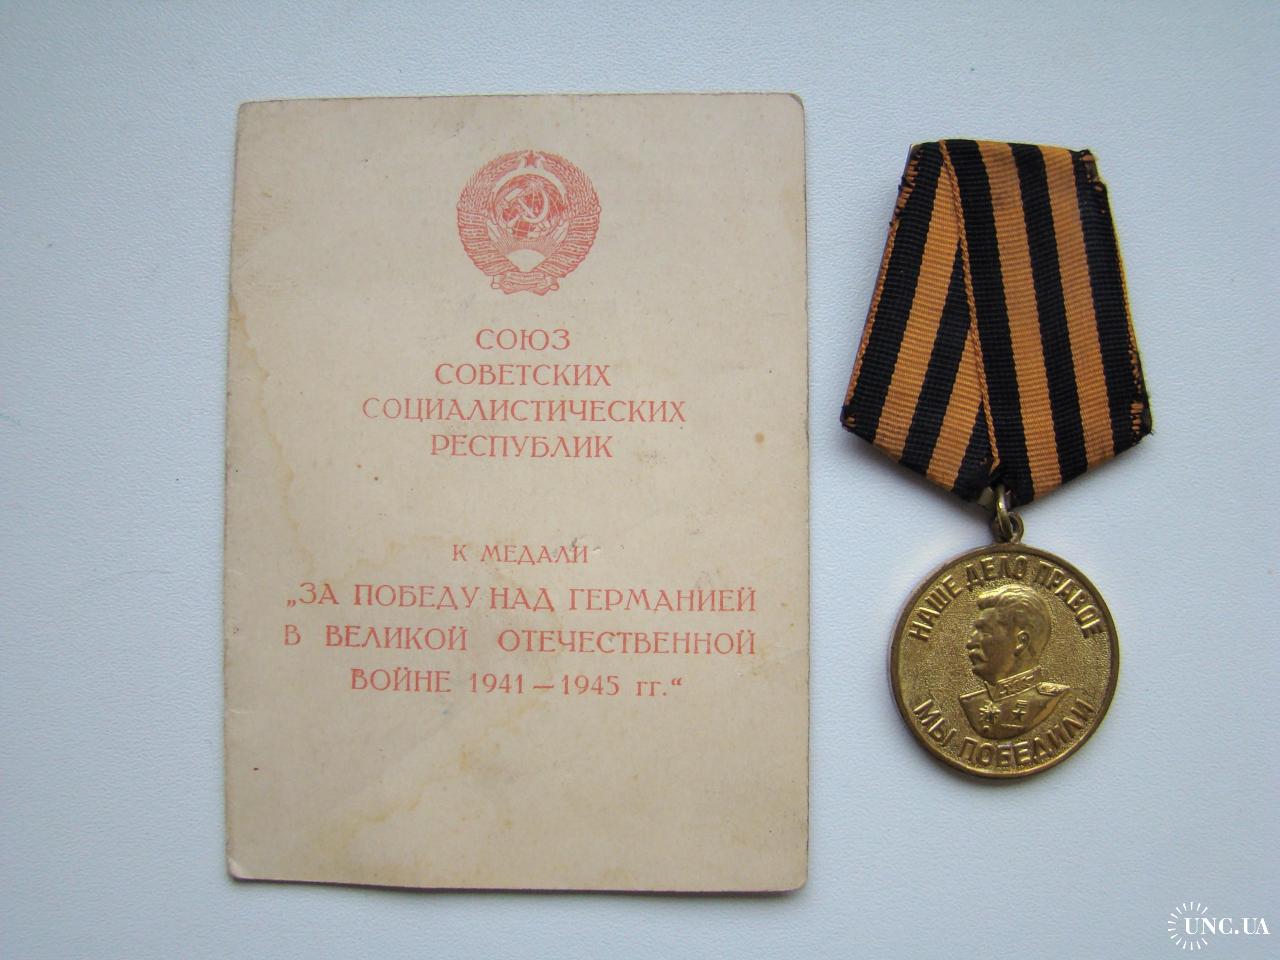 СОЮЗ
СОВЕТСКИХ
СОЦИАЛИСТИЧЕСКИХ
РЕСПУБЛИК
К МЕДАЛИ
„ЗА ПОБЕДУ НАД ГЕРМАНИЕЙ
В ВЕЛИКОЙ ОТЕЧЕСТВЕННОЙ
ВОЙНЕ 1941 — 1945 гг.“
НАШЕ ДЕЛО ПРАВОЕ
МЫ ПОБЕДИЛИ
UNC.UA